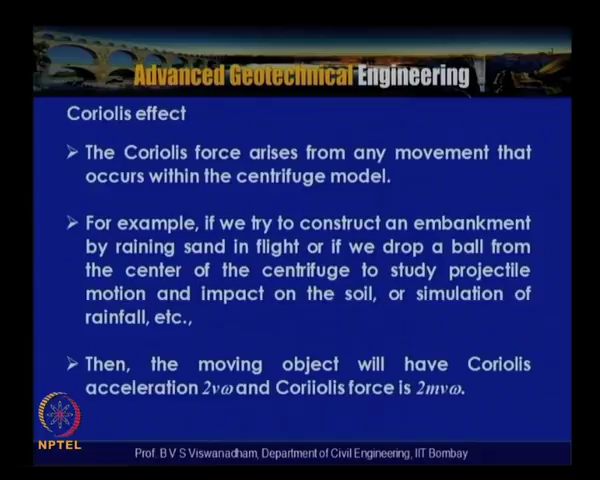 Advanced Geotechnical Engineering
Coriolis effect
➢ The Coriolis force arises from any movement that
occurs within the centrifuge model.
➢ For example, if we try to construct an embankment
by raining sand in flight or if we drop a ball from
the center of the centrifuge to study projectile
motion and impact on the soil, or simulation of
rainfall, etc.,
➢ Then, the moving object will have Coriolis
acceleration 2vω and Coriiolis force is 2mvω.
NPTEL
Prof. B V S Viswanadham, Department of Civil Engineering, IIT Bombay